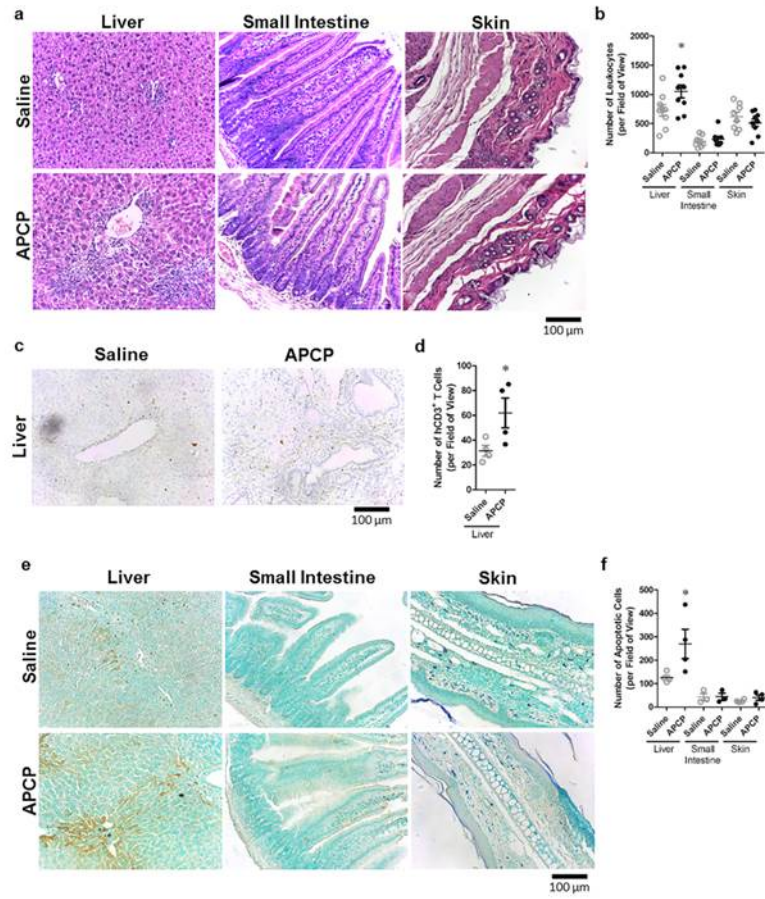 a
Liver Small Intestine Skin
Saline
APCP
100 µm
b
Number of Leukocytes
(per Field of View)
2000
1500
1000
500
0
*
Saline APCP Saline APCP Saline APCP
Liver Small Skin
Intestine
c
Saline APCP
Liver
100 µm
d
Number of hCD3⁺ T Cells
(per Field of View)
100
80
60
40
20
0
*
Saline APCP
Liver
e
Liver Small Intestine Skin
Saline
APCP
100 µm
f
Number of Apoptotic Cells
(per Field of View)
500
400
300
200
100
0
*
Saline APCP Saline APCP Saline APCP
Liver Small Skin
Intestine